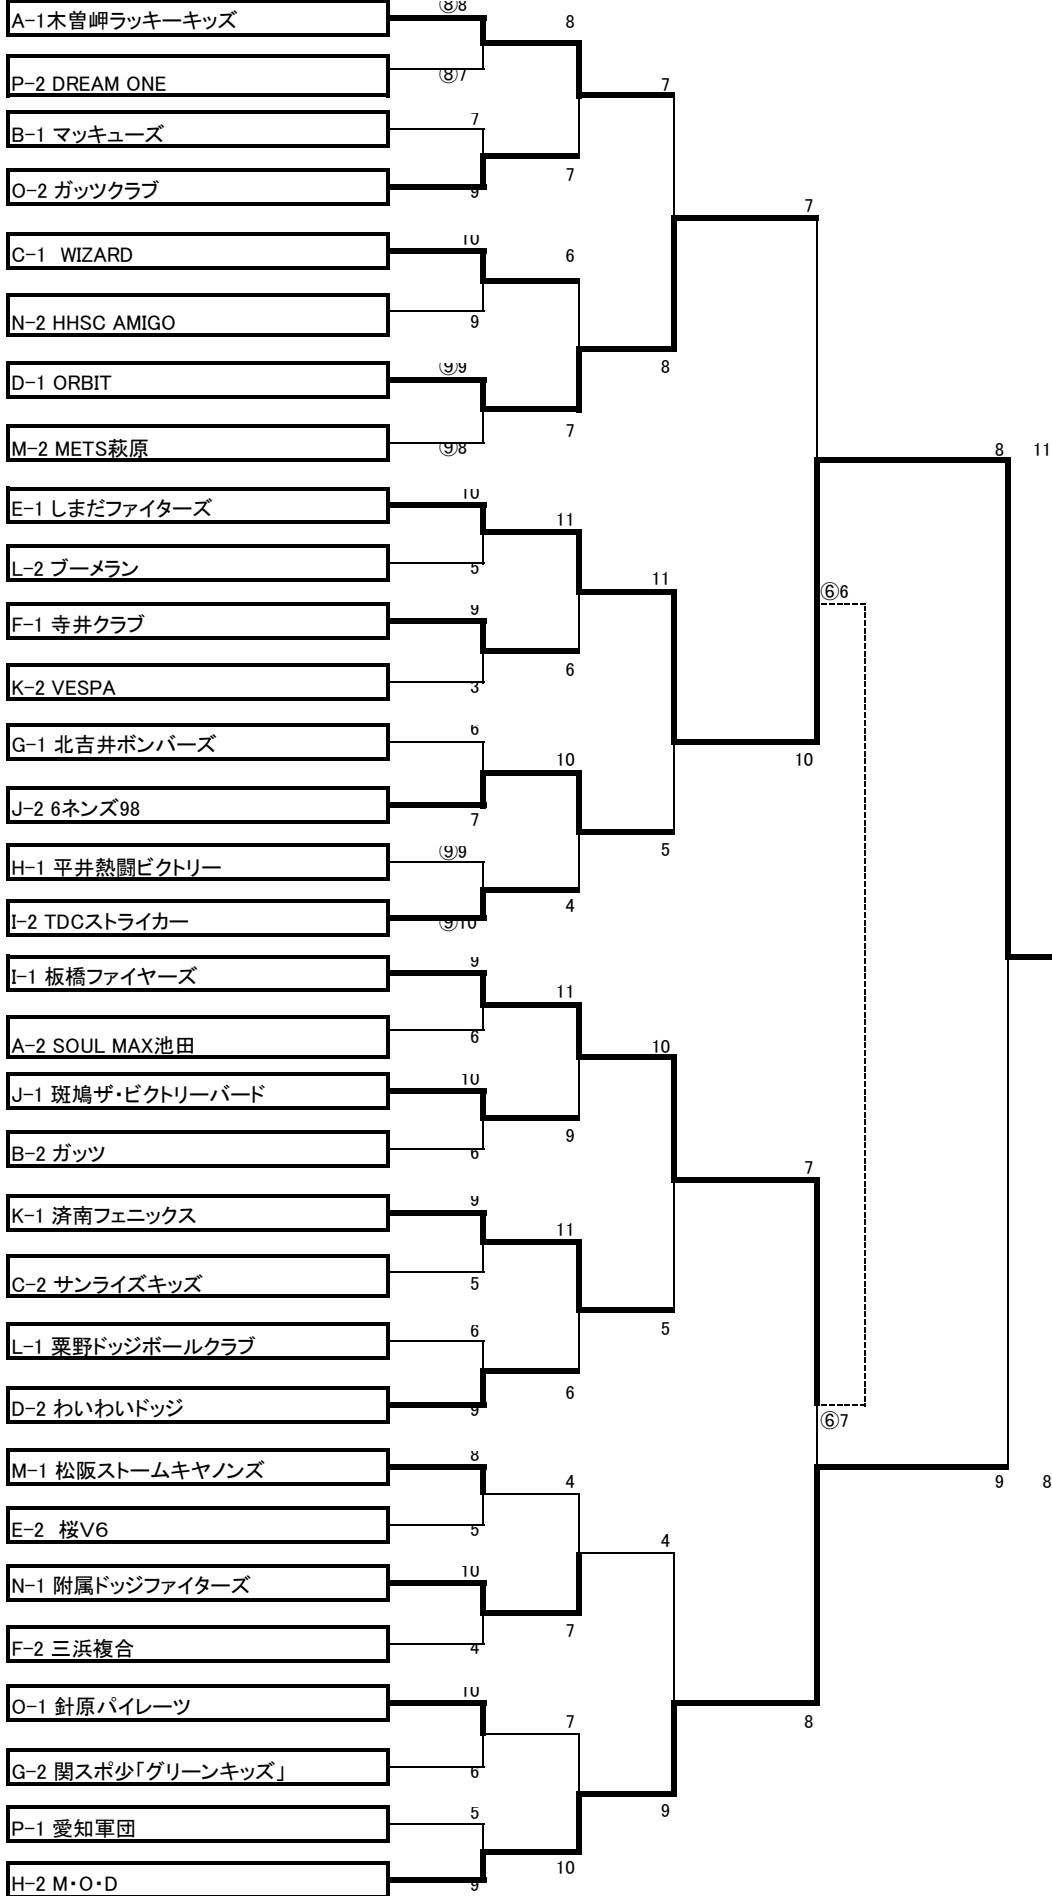 ⑧8
A-1木曽岬ラッキーキッズ
8
P-2 DREAM ONE
⑧7
7
7
B-1 マッキューズ
7
O-2 ガッツクラブ
9
7
10
C-1 WIZARD
6
N-2 HHSC AMIGO
9
⑨9
8
D-1 ORBIT
7
M-2 METS萩原
⑨8
8 11
10
E-1 しまだファイターズ
11
L-2 ブーメラン
5
11
⑥6
9
F-1 寺井クラブ
6
K-2 VESPA
3
6
G-1 北吉井ボンバーズ
10
10
J-2 6ネンズ98
7
⑨9
5
H-1 平井熱闘ビクトリー
4
I-2 TDCストライカー
⑨10
9
I-1 板橋ファイヤーズ
11
A-2 SOUL MAX池田
6
10
10
J-1 斑鳩ザ・ビクトリーバード
9
B-2 ガッツ
6
7
9
K-1 済南フェニックス
11
C-2 サンライズキッズ
5
6
5
L-1 粟野ドッジボールクラブ
6
D-2 わいわいドッジ
9
⑥7
8
M-1 松阪ストームキヤノンズ
4
9 8
E-2 桜V6
5
4
10
N-1 附属ドッジファイターズ
7
F-2 三浜複合
4
10
O-1 針原パイレーツ
7
8
G-2 関スポ少「グリーンキッズ」
6
5
9
P-1 愛知軍団
10
H-2 M・O・D
9